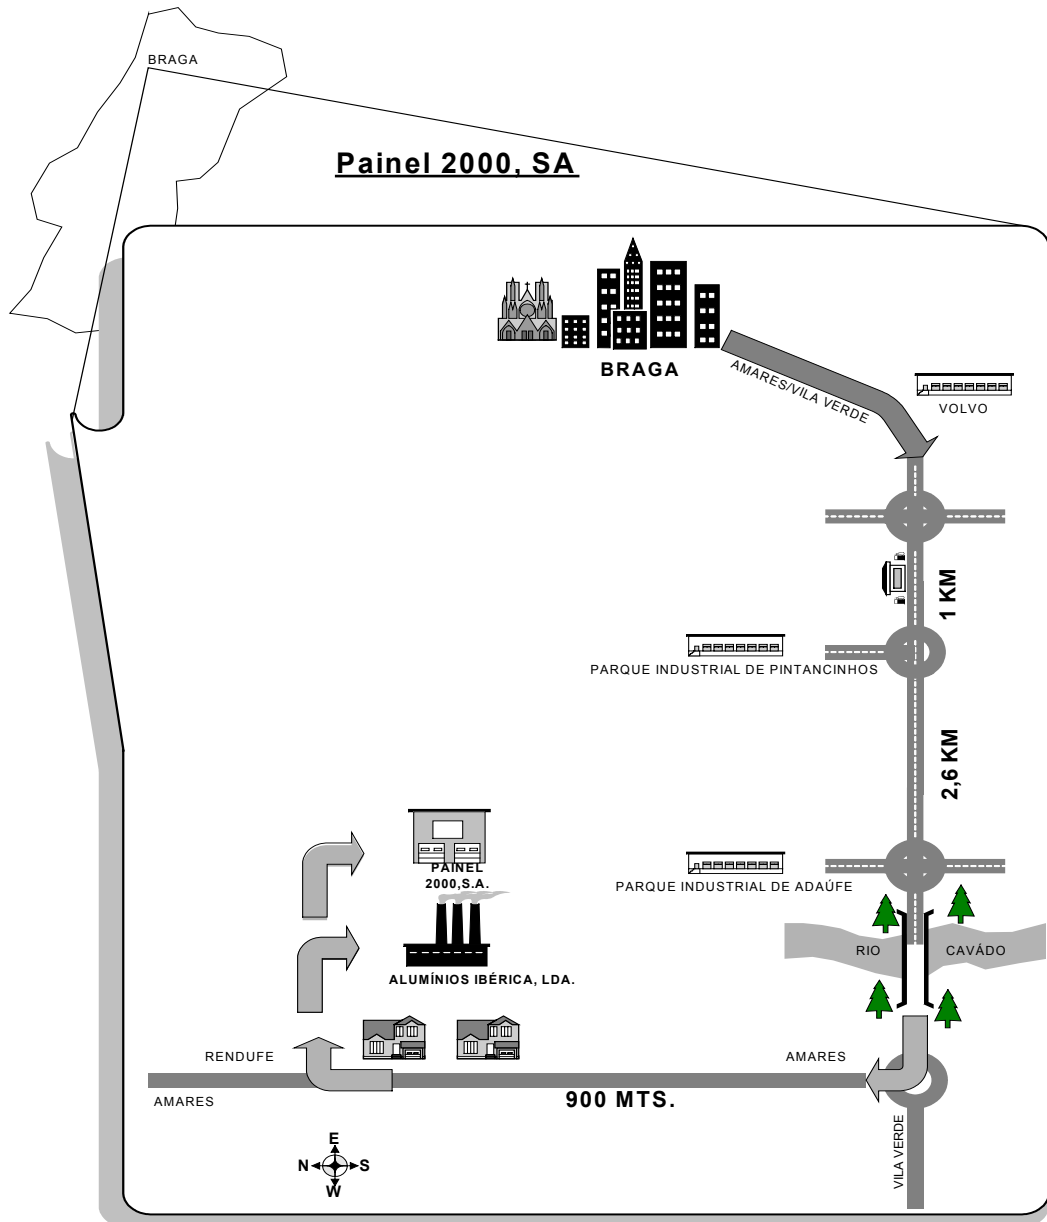 BRAGA
Painel 2000, SA
BRAGA
AMARES/VILA VERDE
VOLVO
1 KM
PARQUE INDUSTRIAL DE PINTANCINHOS
2,6 KM
PAINEL
2000,S.A.
PARQUE INDUSTRIAL DE ADAÚFE
RIO
CAVÁDO
ALUMÍNIOS IBÉRICA, LDA.
RENDUFE
AMARES
AMARES
900 MTS.
VILA VERDE
E
N
S
W